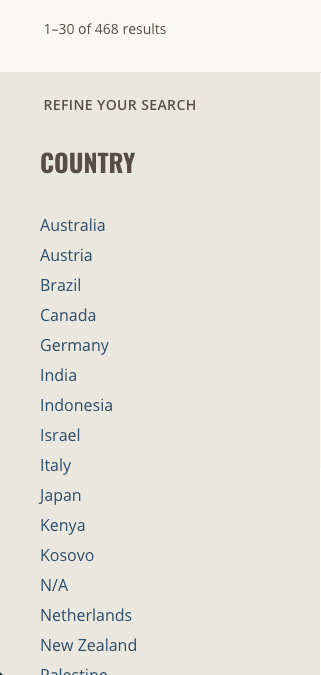 1–30 of 468 results
REFINE YOUR SEARCH
COUNTRY
Australia
Austria
Brazil
Canada
Germany
India
Indonesia
Israel
Italy
Japan
Kenya
Kosovo
N/A
Netherlands
New Zealand
Palestine